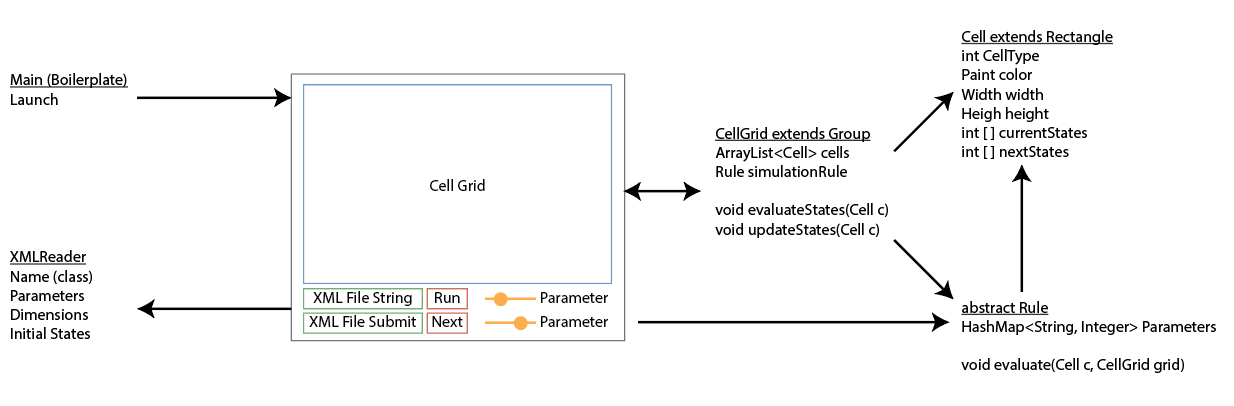 Main (Boilerplate)
Launch
XMLReader
Name (class)
Parameters
Dimensions
Initial States
Cell Grid
XML File String
Run
Parameter
XML File Submit
Next
Parameter
CellGrid extends Group
ArrayList<Cell> cells
Rule simulationRule
void evaluateStates(Cell c)
void updateStates(Cell c)
Cell extends Rectangle
int CellType
Paint color
Width width
Heigh height
int [ ] currentStates
int [ ] nextStates
abstract Rule
HashMap<String, Integer> Parameters
void evaluate(Cell c, CellGrid grid)